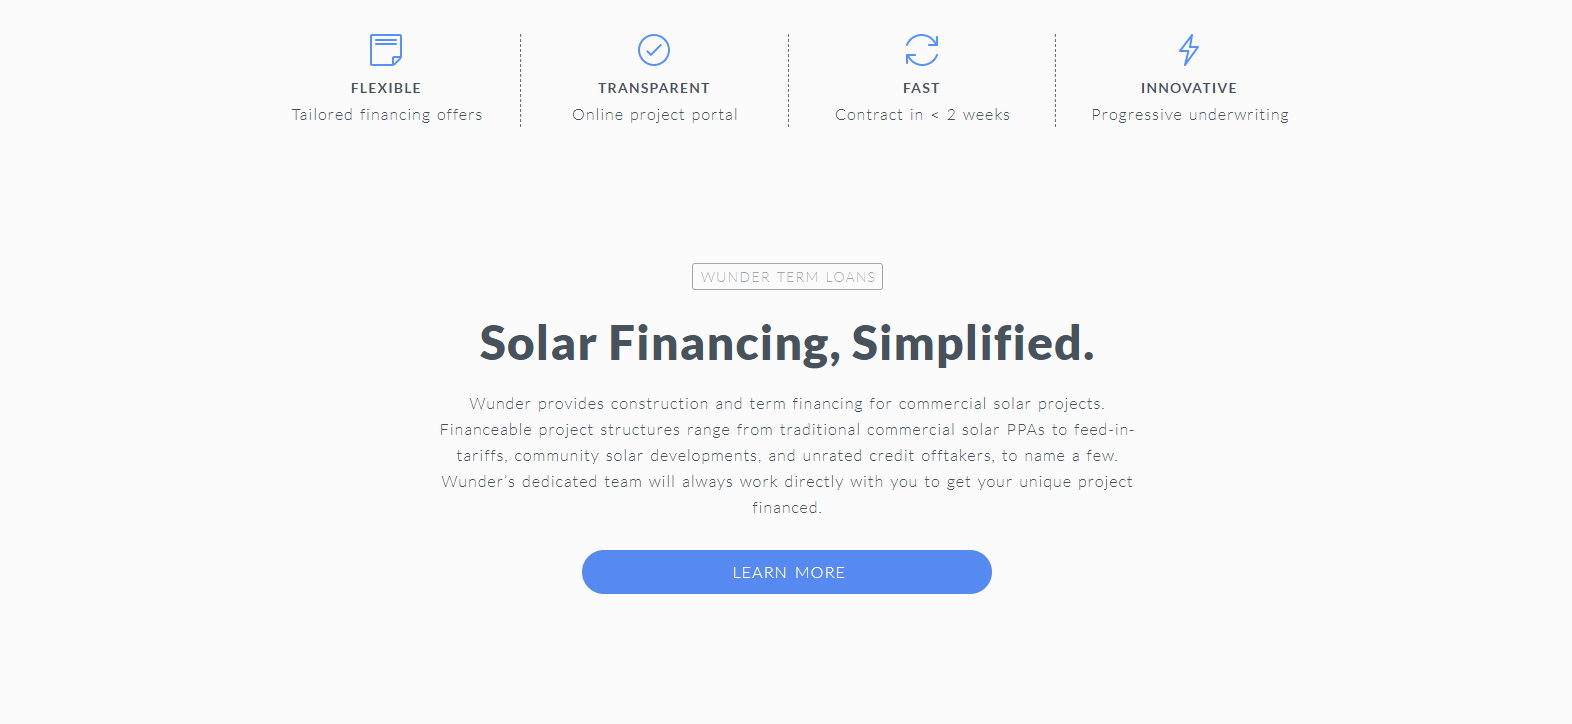 FLEXIBLE
Tailored financing offers
TRANSPARENT
Online project portal
FAST
Contract in < 2 weeks
INNOVATIVE
Progressive underwriting
WUNDER TERM LOANS
Solar Financing, Simplified.
Wunder provides construction and term financing for commercial solar projects.
Financeable project structures range from traditional commercial solar PPAs to feed-in-
tariffs, community solar developments, and unrated credit offtakers, to name a few.
Wunder’s dedicated team will always work directly with you to get your unique project
financed.
LEARN MORE